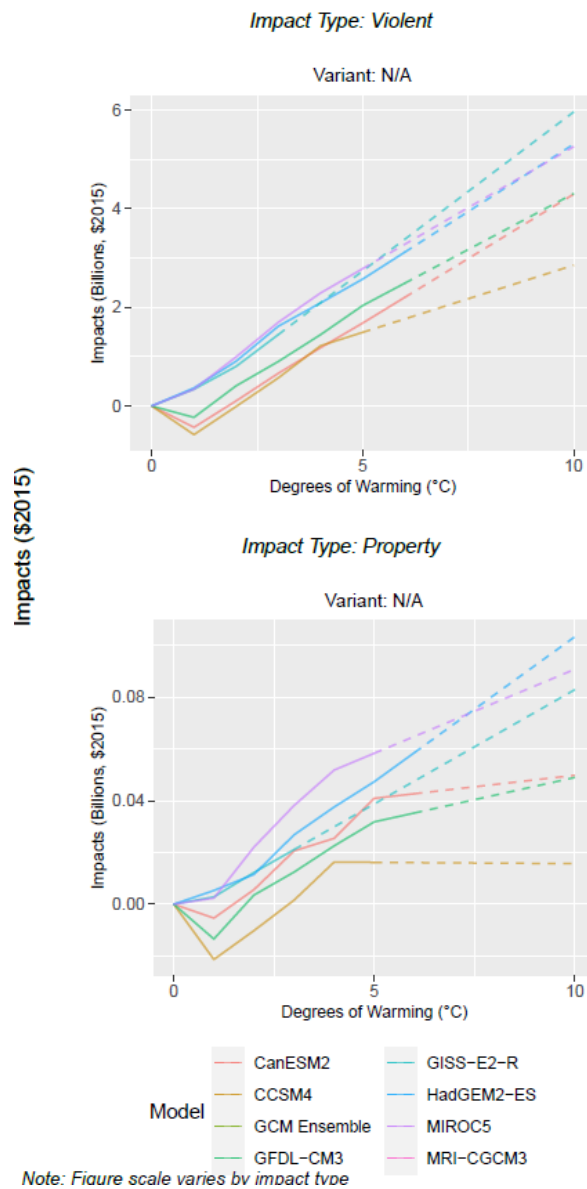 Impact Type: Violent
Variant: N/A
Impacts ($2015)
Impacts (Billions, $2015)
6
4
2
0
0 5 10
Degrees of Warming (°C)
Impact Type: Property
Variant: N/A
Impacts (Billions, $2015)
0.08
0.04
0.00
0 5 10
Degrees of Warming (°C)
Model
CanESM2 GISS-E2-R
CCSM4 HadGEM2-ES
GCM Ensemble MIROC5
GFDL-CM3 MRI-CGCM3
Note: Figure scale varies by impact type